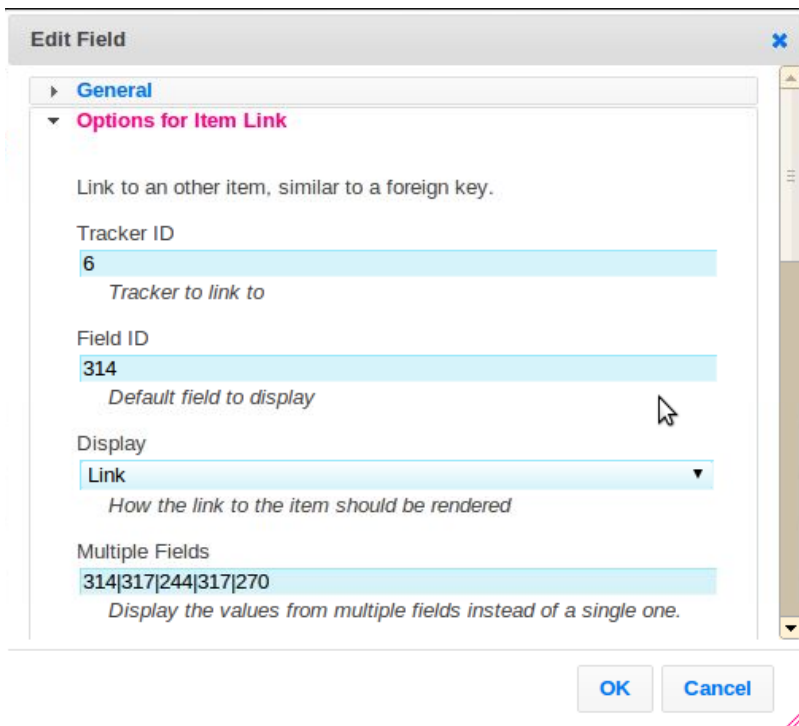 Edit Field
General
Options for Item Link
Link to an other item, similar to a foreign key.
Tracker ID
6
Tracker to link to
Field ID
314
Default field to display
Display
Link
How the link to the item should be rendered
Multiple Fields
314|317|244|317|270
Display the values from multiple fields instead of a single one.
OK Cancel